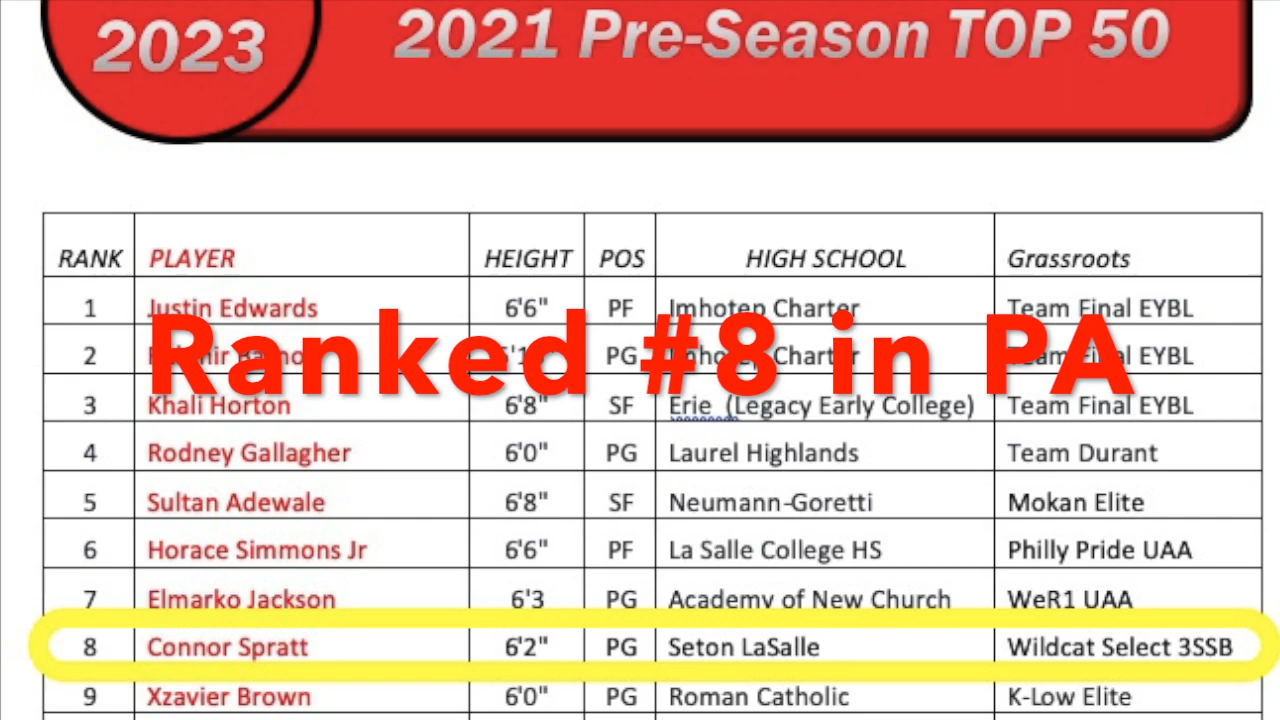 2023
2021 Pre-Season TOP 50
RANK PLAYER HEIGHT POS HIGH SCHOOL Grassroots
1 Justin Edwards 6'6" PF Imhotep Charter Team Final EYBL
Ranked #8 in PA
2 PG Imhotep Charter Team Final EYBL
3 Khali Horton 6'8" SF Erie (Legacy Early College) Team Final EYBL
4 Rodney Gallagher 6'0" PG Laurel Highlands Team Durant
5 Sultan Adewale 6'8" SF Neumann-Goretti Mokan Elite
6 Horace Simmons Jr 6'6" PF La Salle College HS Philly Pride UAA
7 Elmarko Jackson 6'3 PG Academy of New Church WeR1 UAA
8 Connor Spratt 6'2" PG Seton LaSalle Wildcat Select 3SSB
9 Xzavier Brown 6'0" PG Roman Catholic K-Low Elite